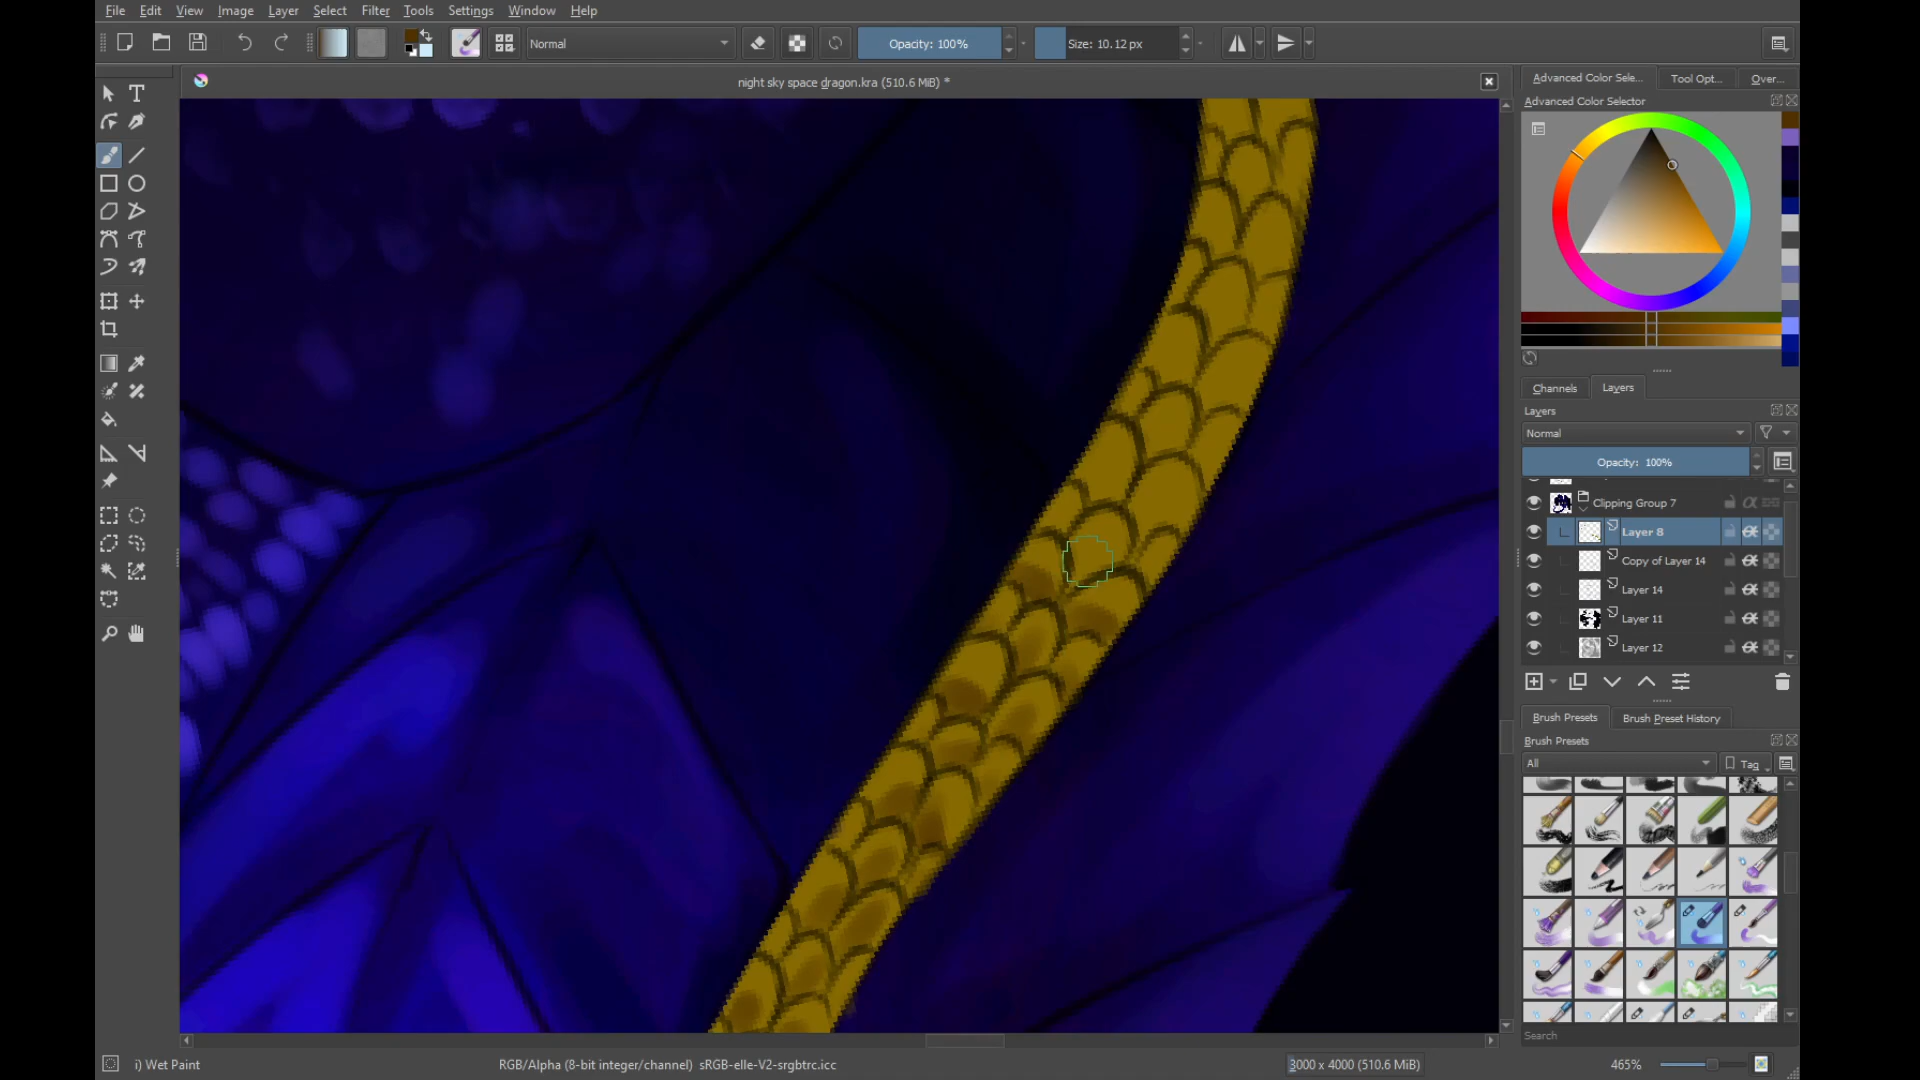 File Edit View Image Layer Select Filter Tools Settings Window Help
Normal Opacity: 100% Size: 10.12 px
night sky space dragon.kra (510.6 MiB) *
Advanced Color Sele... Tool Opt... Over...
Advanced Color Selector
Channels Layers
Layers
Normal
Opacity: 100%
Clipping Group 7
Layer 8
Copy of Layer 14
Layer 14
Layer 11
Layer 12
Brush Presets Brush Preset History
Brush Presets
All Tag
Search
i) Wet Paint RGB/Alpha (8-bit integer/channel) sRGB-elle-V2-srgbtrc.icc 3000 x 4000 (510.6 MiB) 465%